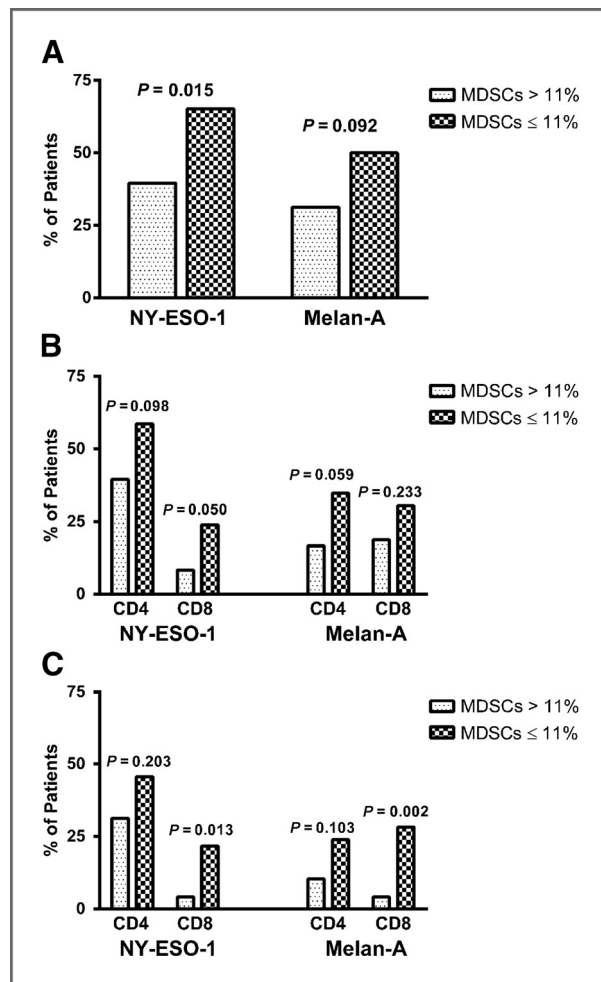 A
75
50
25
0
% of Patients
P = 0.015
P = 0.092
NY-ESO-1
Melan-A
MDSCs > 11%
MDSCs ≤ 11%
B
75
50
25
0
% of Patients
P = 0.098
P = 0.050
P = 0.059
P = 0.233
CD4
CD8
CD4
CD8
NY-ESO-1
Melan-A
MDSCs > 11%
MDSCs ≤ 11%
C
75
50
25
0
% of Patients
P = 0.203
P = 0.013
P = 0.103
P = 0.002
CD4
CD8
CD4
CD8
NY-ESO-1
Melan-A
MDSCs > 11%
MDSCs ≤ 11%